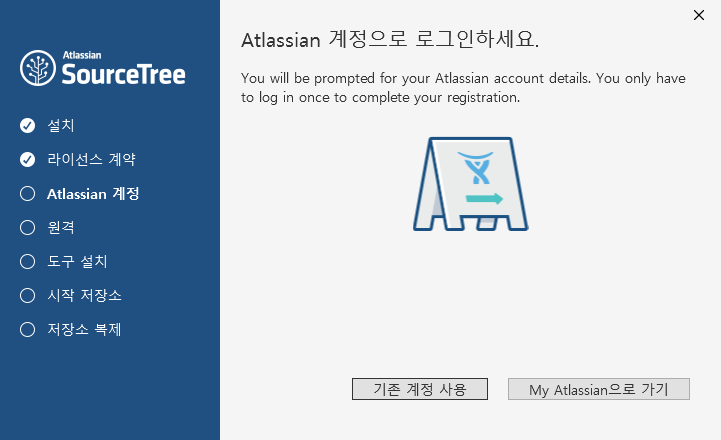 Atlassian
SourceTree
설치
라이선스 계약
Atlassian 계정
원격
도구 설치
시작 저장소
저장소 복제
Atlassian 계정으로 로그인하세요.
You will be prompted for your Atlassian account details. You only have
to log in once to complete your registration.
기존 계정 사용
My Atlassian으로 가기